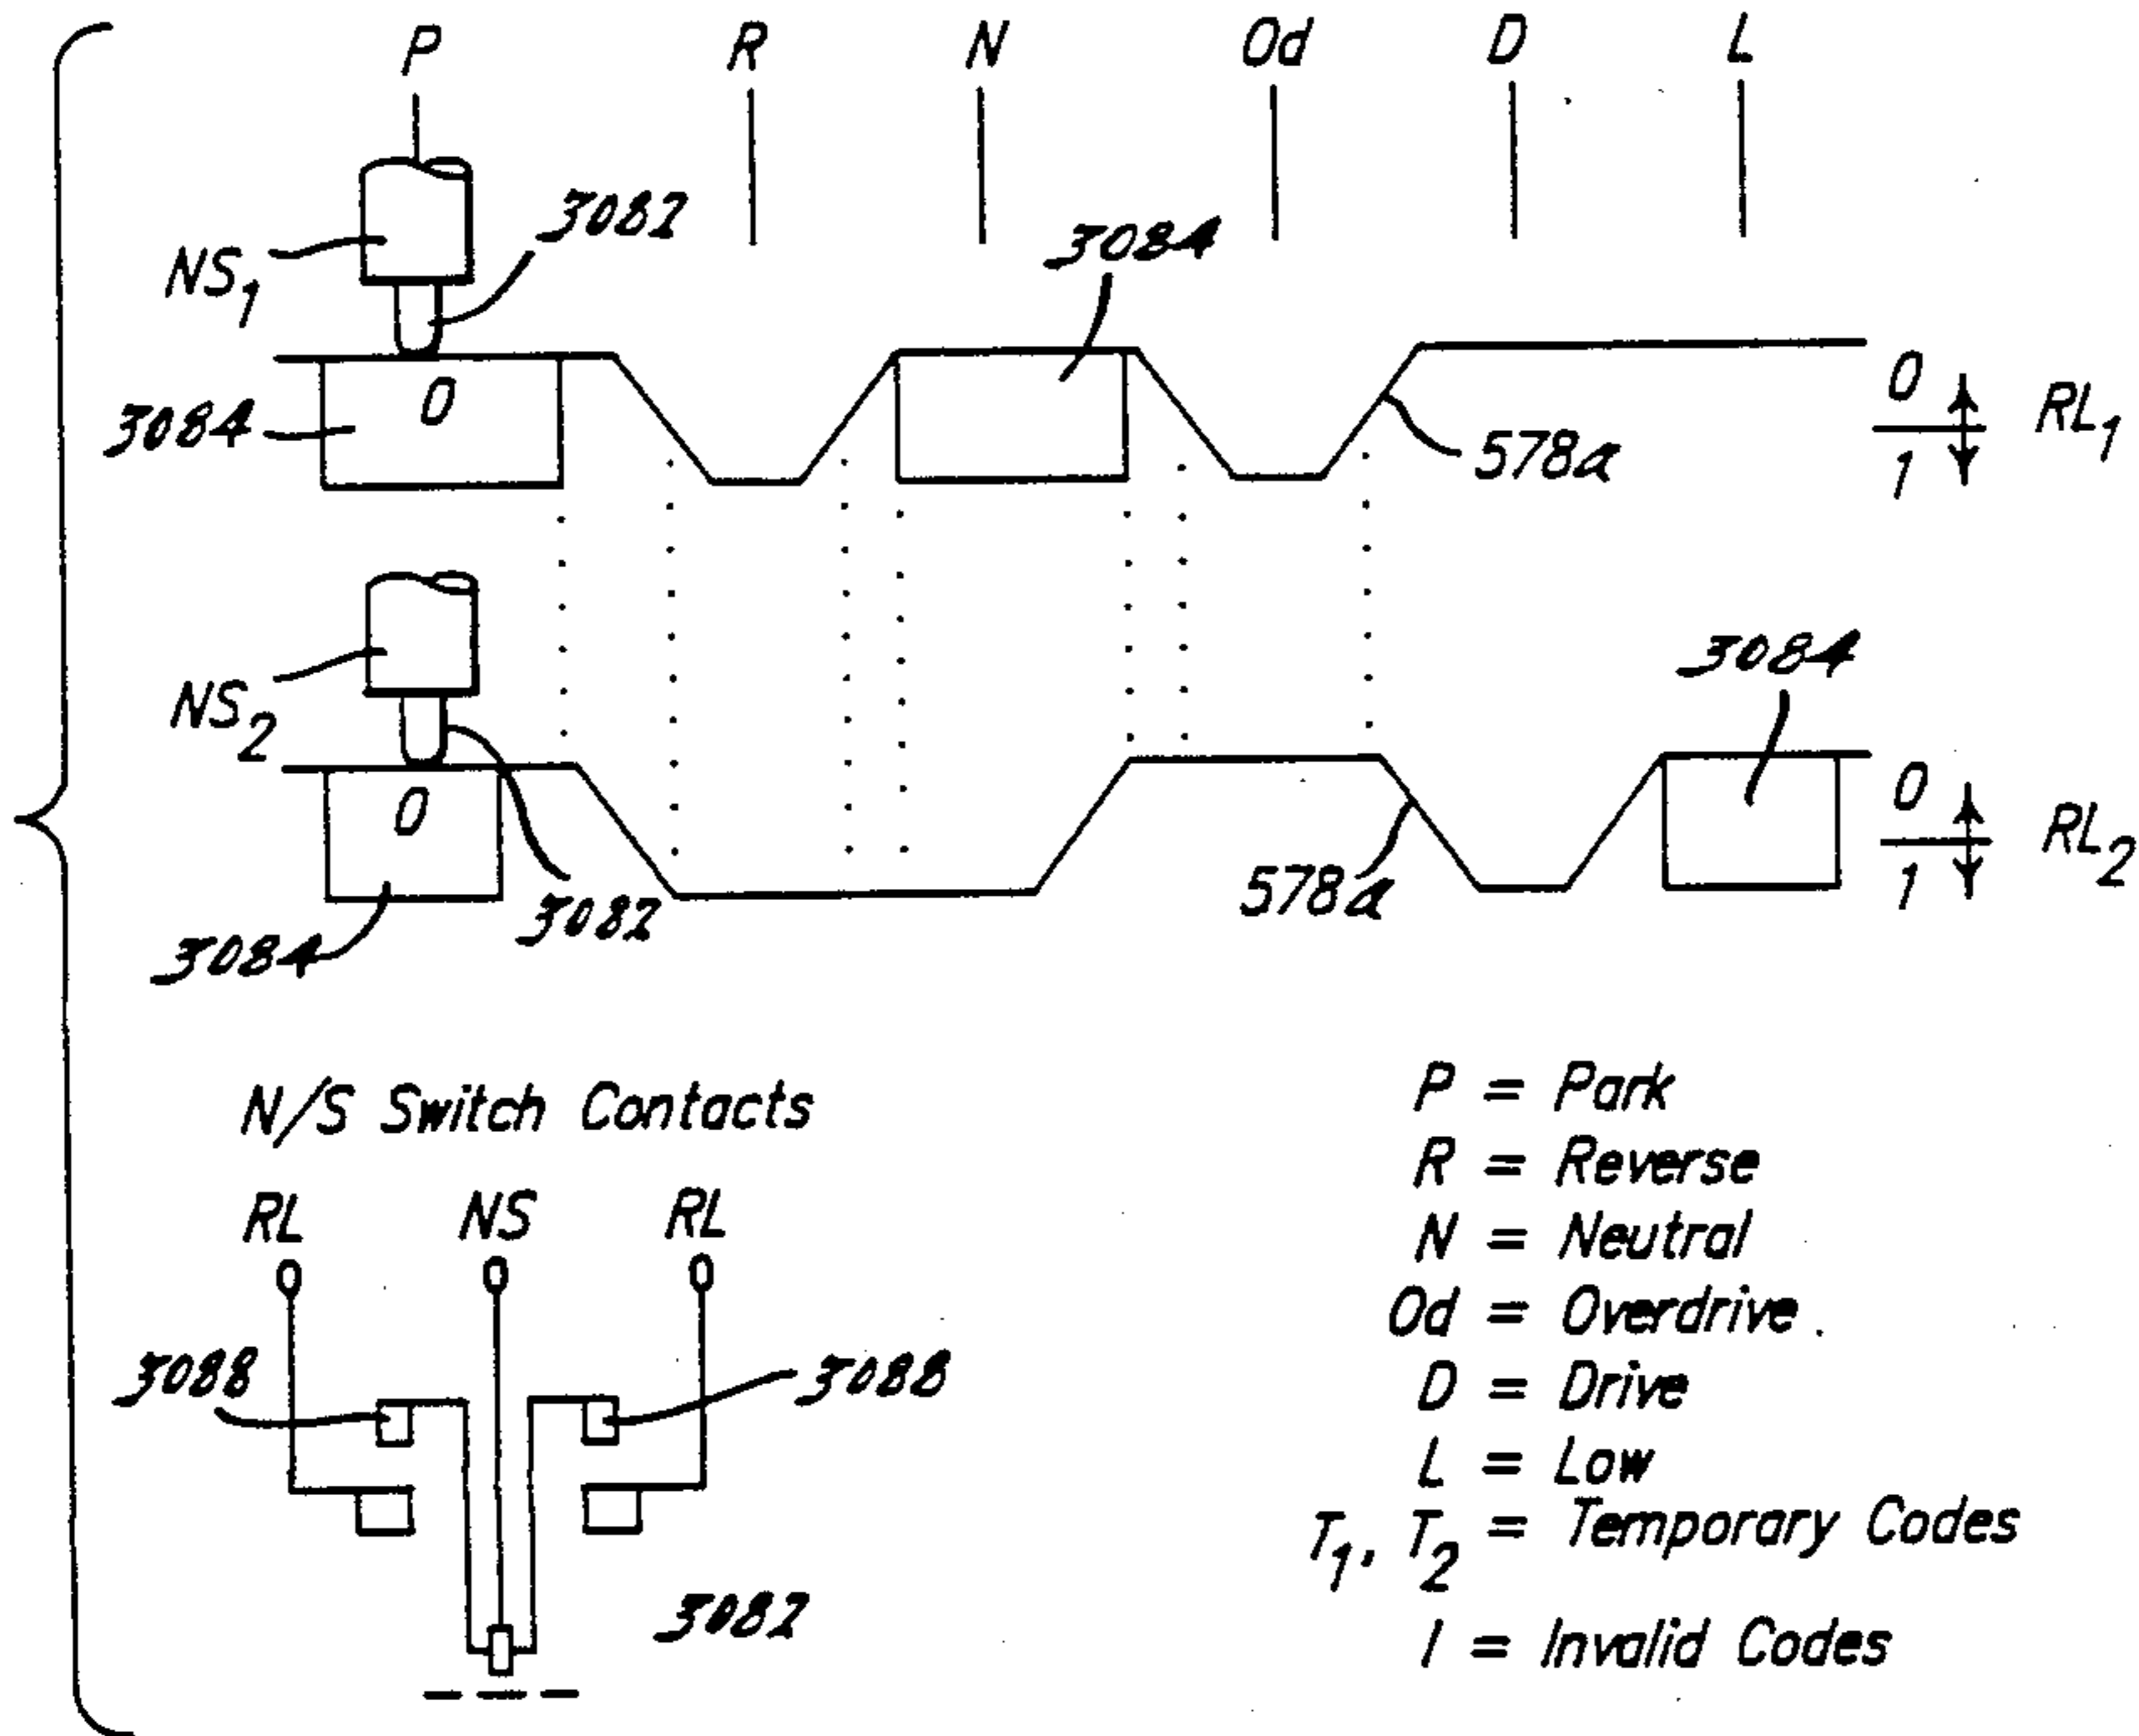 P R N Od D L
3082
NS1
3084
0
3084
578a
0
1
RL1
NS2
3084
0
3082
3084
578a
0
1
RL2
N/S Switch Contacts
RL NS RL
3088
3088
3082
P = Park
R = Reverse
N = Neutral
Od = Overdrive
D = Drive
L = Low
T1, T2 = Temporary Codes
I = Invalid Codes